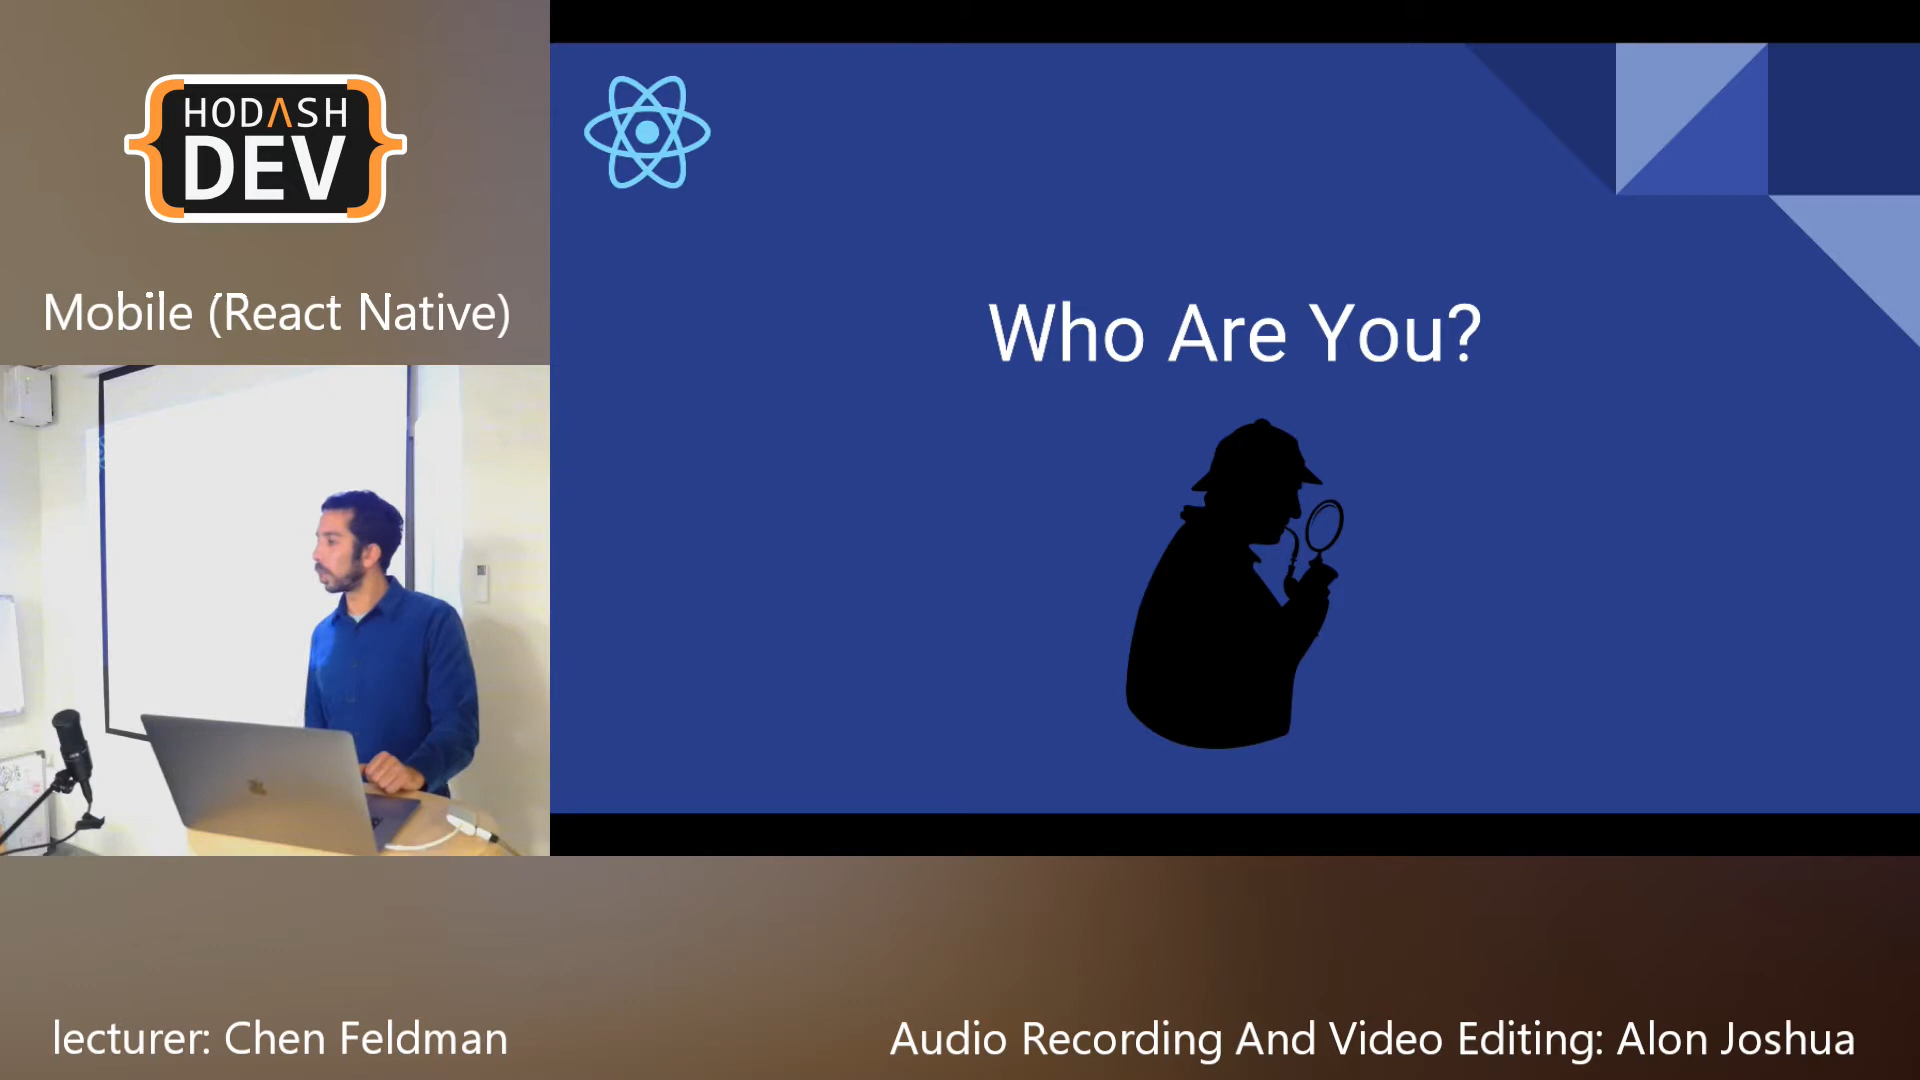 HODASH
DEV
Mobile (React Native)
Who Are You?
lecturer: Chen Feldman
Audio Recording And Video Editing: Alon Joshua